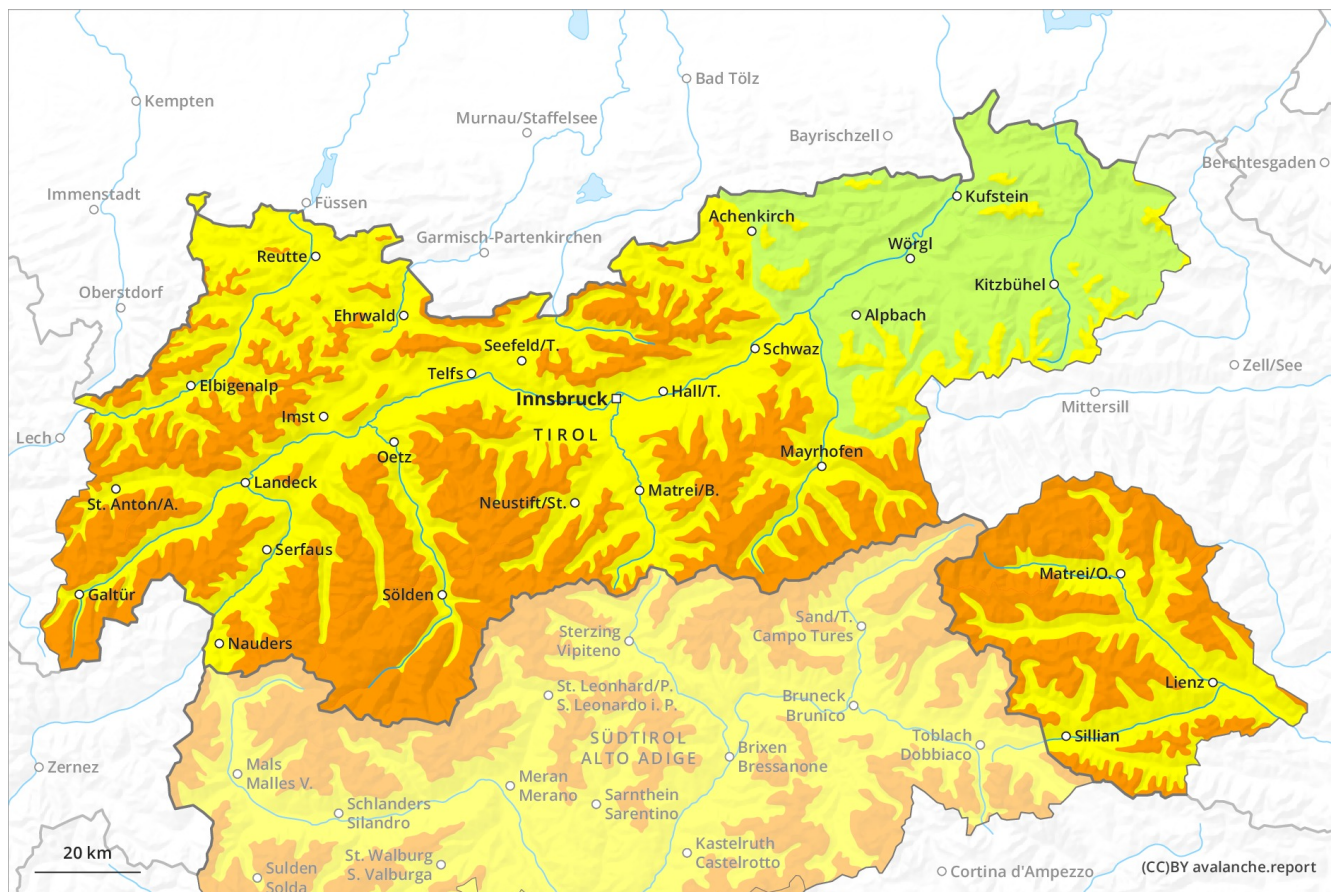 Bad Tölz
Kempten
Murnau/Staffelsee
Bayrischzell
Berchtesgaden
Immenstadt
Füssen
Kufstein
Achenkirch
Garmisch-Partenkirchen
Wörgl
Reutte
Oberstdorf
Kitzbühel
Ehrwald
Alpbach
Seefeld/T.
Schwaz
Zell/See
Telfs
Elbigenalp
Innsbruck
Hall/T.
Mittersill
Imst
Lech
TIROL
Oetz
Mayrhofen
Landeck
Matrei/B.
St. Anton/A.
Neustift/St.
Serfaus
Matrei/O.
Galtür
Sölden
Sand/T.
Campo Tures
Sterzing
Vipiteno
Nauders
Lienz
St. Leonhard/P.
S. Leonardo i. P.
Bruneck
Brunico
Sillian
Toblach
Dobbiaco
SÜDTIROL
ALTO ADIGE
Brixen
Bressanone
Zernez
Mals
Malles V.
Meran
Merano
Sarnthein
Sarentino
Schlanders
Silandro
Kastelruth
Castelrotto
20 km
St. Walburg
S. Valburga
Sulden
Solda
Cortina d'Ampezzo
(CC)BY avalanche.report